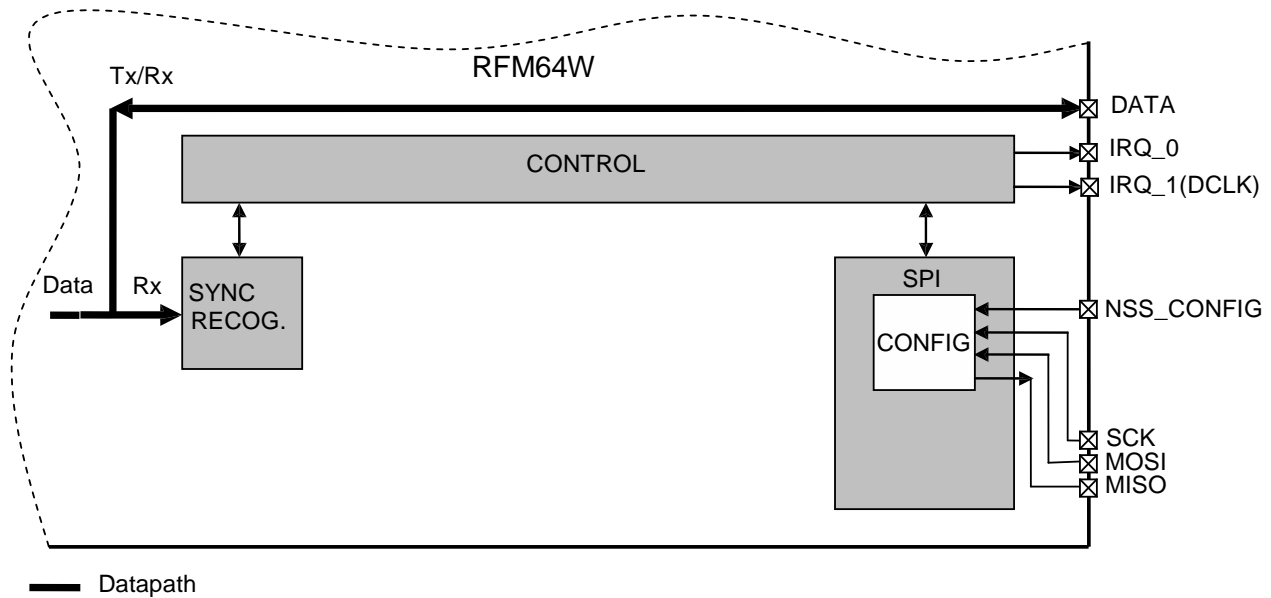 RFM64W
Tx/Rx
DATA
IRQ_0
CONTROL
IRQ_1(DCLK)
Data
Rx
SYNC
RECOG.
SPI
NSS_CONFIG
CONFIG
SCK
MOSI
MISO
Datapath